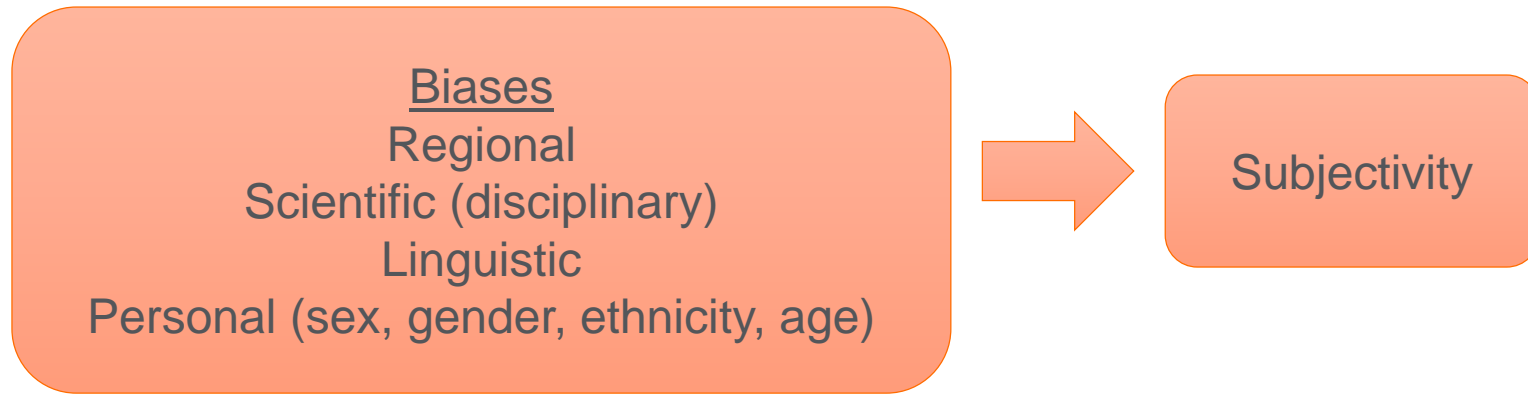 Biases
Regional
Scientific (disciplinary)
Linguistic
Personal (sex, gender, ethnicity, age)
Subjectivity